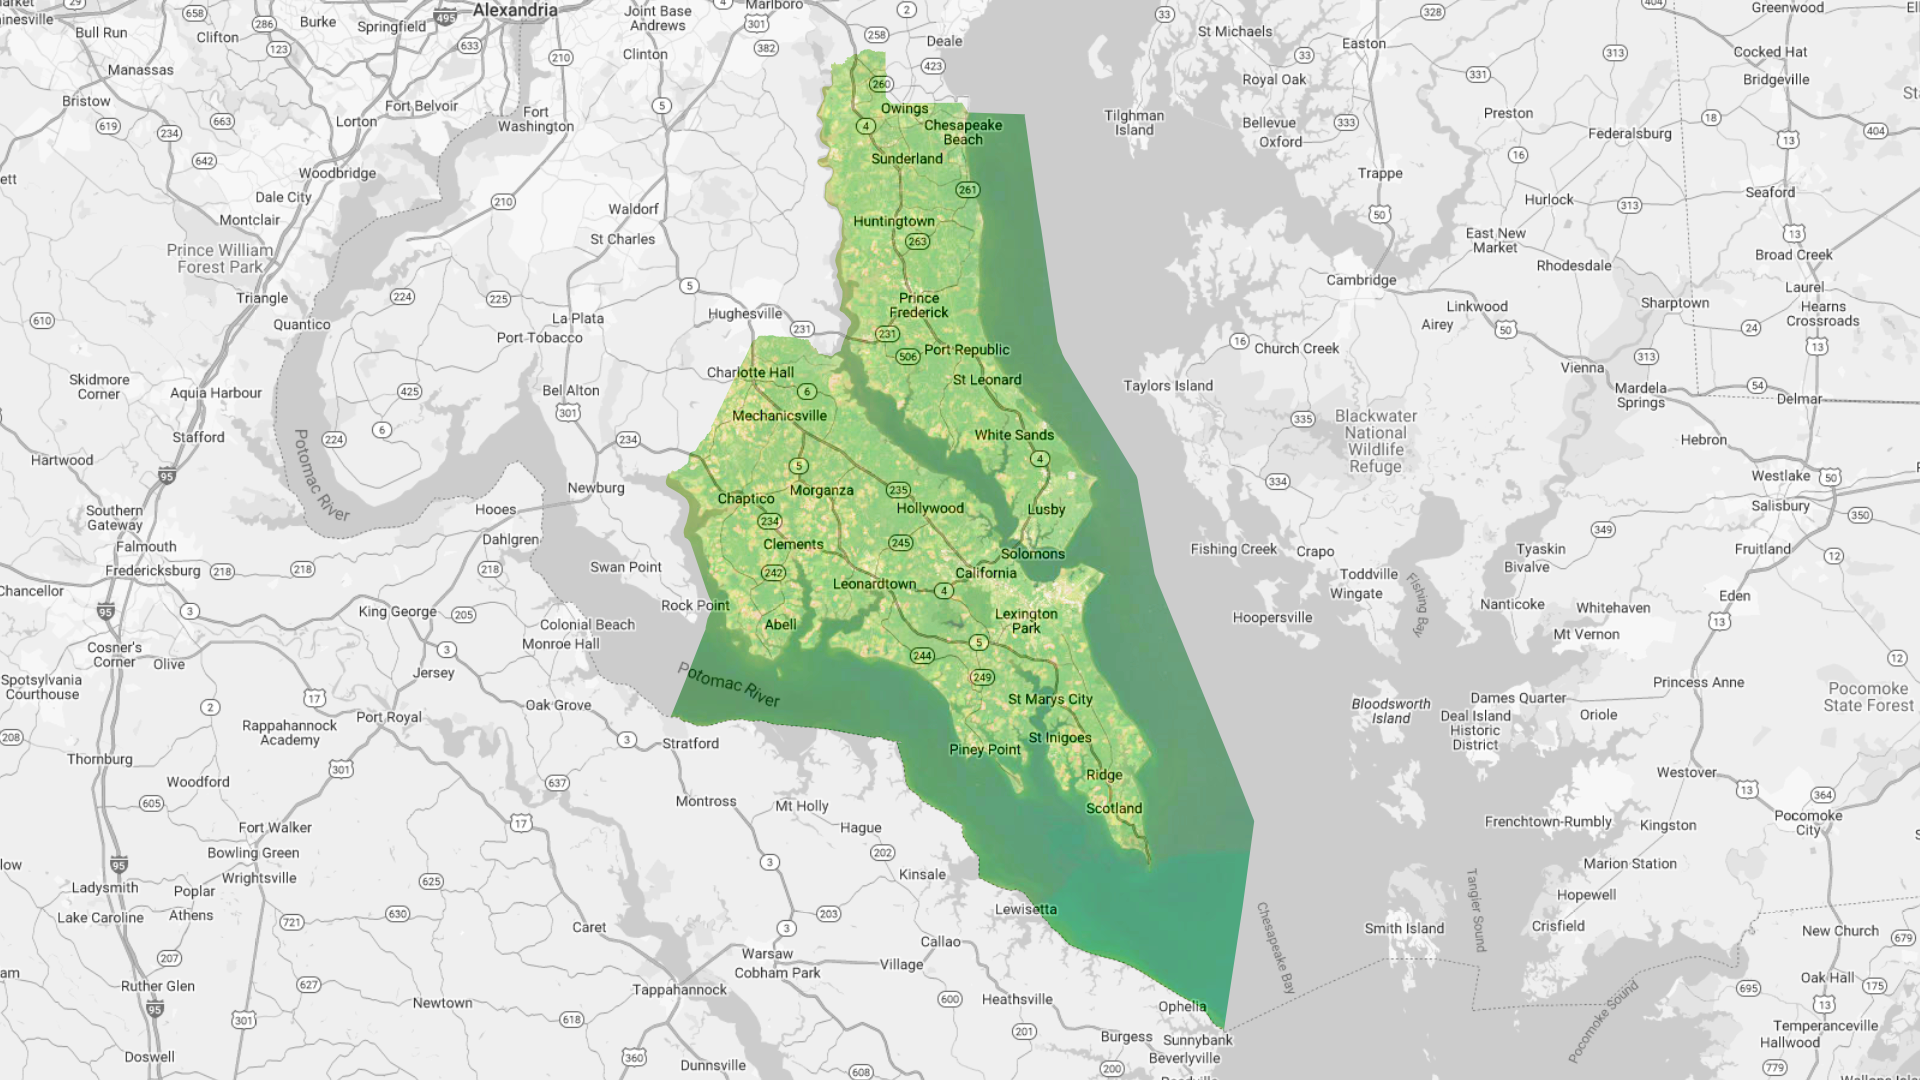 Alexandria
Joint Base
Andrews
Marlboro
Burke
Springfield
Clifton
Bull Run
Manassas
Bristow
Lorton
Fort Belvoir
Fort
Washington
Clinton
Deale
St Michaels
Easton
Royal Oak
Greenwood
Cocked Hat
Bridgeville
Preston
Federalsburg
Bellevue
Oxford
Tilghman
Island
Trappe
Hurlock
Seaford
East New
Market
Rhodesdale
Broad Creek
Laurel
Cambridge
Linkwood
Airey
Sharptown
Hearns
Crossroads
Church Creek
Vienna
Mardela
Springs
Delmar
Taylors Island
Blackwater
National
Wildlife
Refuge
Hebron
Westlake
Salisbury
Fruitland
Woodbridge
Dale City
Montclair
Prince William
Forest Park
Triangle
Quantico
Waldorf
St Charles
La Plata
Port Tobacco
Hughesville
Bel Alton
Skidmore
Corner
Aquia Harbour
Stafford
Hartwood
Potomac River
Newburg
Hooes
Dahlgren
Southern
Gateway
Falmouth
Fredericksburg
Chancellor
Swan Point
Rock Point
King George
Colonial Beach
Monroe Hall
Cosner's
Corner
Olive
Spotsylvania
Courthouse
Jersey
Oak Grove
Port Royal
Rappahannock
Academy
Stratford
Thornburg
Woodford
Montross
Mt Holly
Hague
Fort Walker
Bowling Green
Wrightsville
Ladysmith
Poplar
Athens
Lake Caroline
Kinsale
Lewisetta
Caret
Callao
Village
Warsaw
Cobham Park
Ruther Glen
Tappahannock
Newtown
Heathsville
Ophelia
Burgess
Sunnybank
Beverlyville
Doswell
Dunnsville
Owings
Chesapeake
Beach
Sunderland
Huntingtown
Prince
Frederick
Port Republic
St Leonard
White Sands
Lusby
Solomons
Charlotte Hall
Mechanicsville
Chaptico
Morganza
Hollywood
Clements
Leonardtown
California
Lexington
Park
Abell
Potomac River
St Marys City
St Inigoes
Piney Point
Ridge
Scotland
Fishing Creek
Crapo
Toddville
Wingate
Hoopersville
Fishing Bay
Tyaskin
Bivalve
Nanticoke
Whitehaven
Mt Vernon
Eden
Princess Anne
Pocomoke
State Forest
Bloodsworth
Island
Dames Quarter
Deal Island
Historic
District
Oriole
Westover
Frenchtown-Rumbly
Kingston
Pocomoke
City
Marion Station
Hopewell
Crisfield
Smith Island
Tangier Sound
Chesapeake Bay
Pocomoke Sound
New Church
Oak Hall
Temperanceville
Hallwood